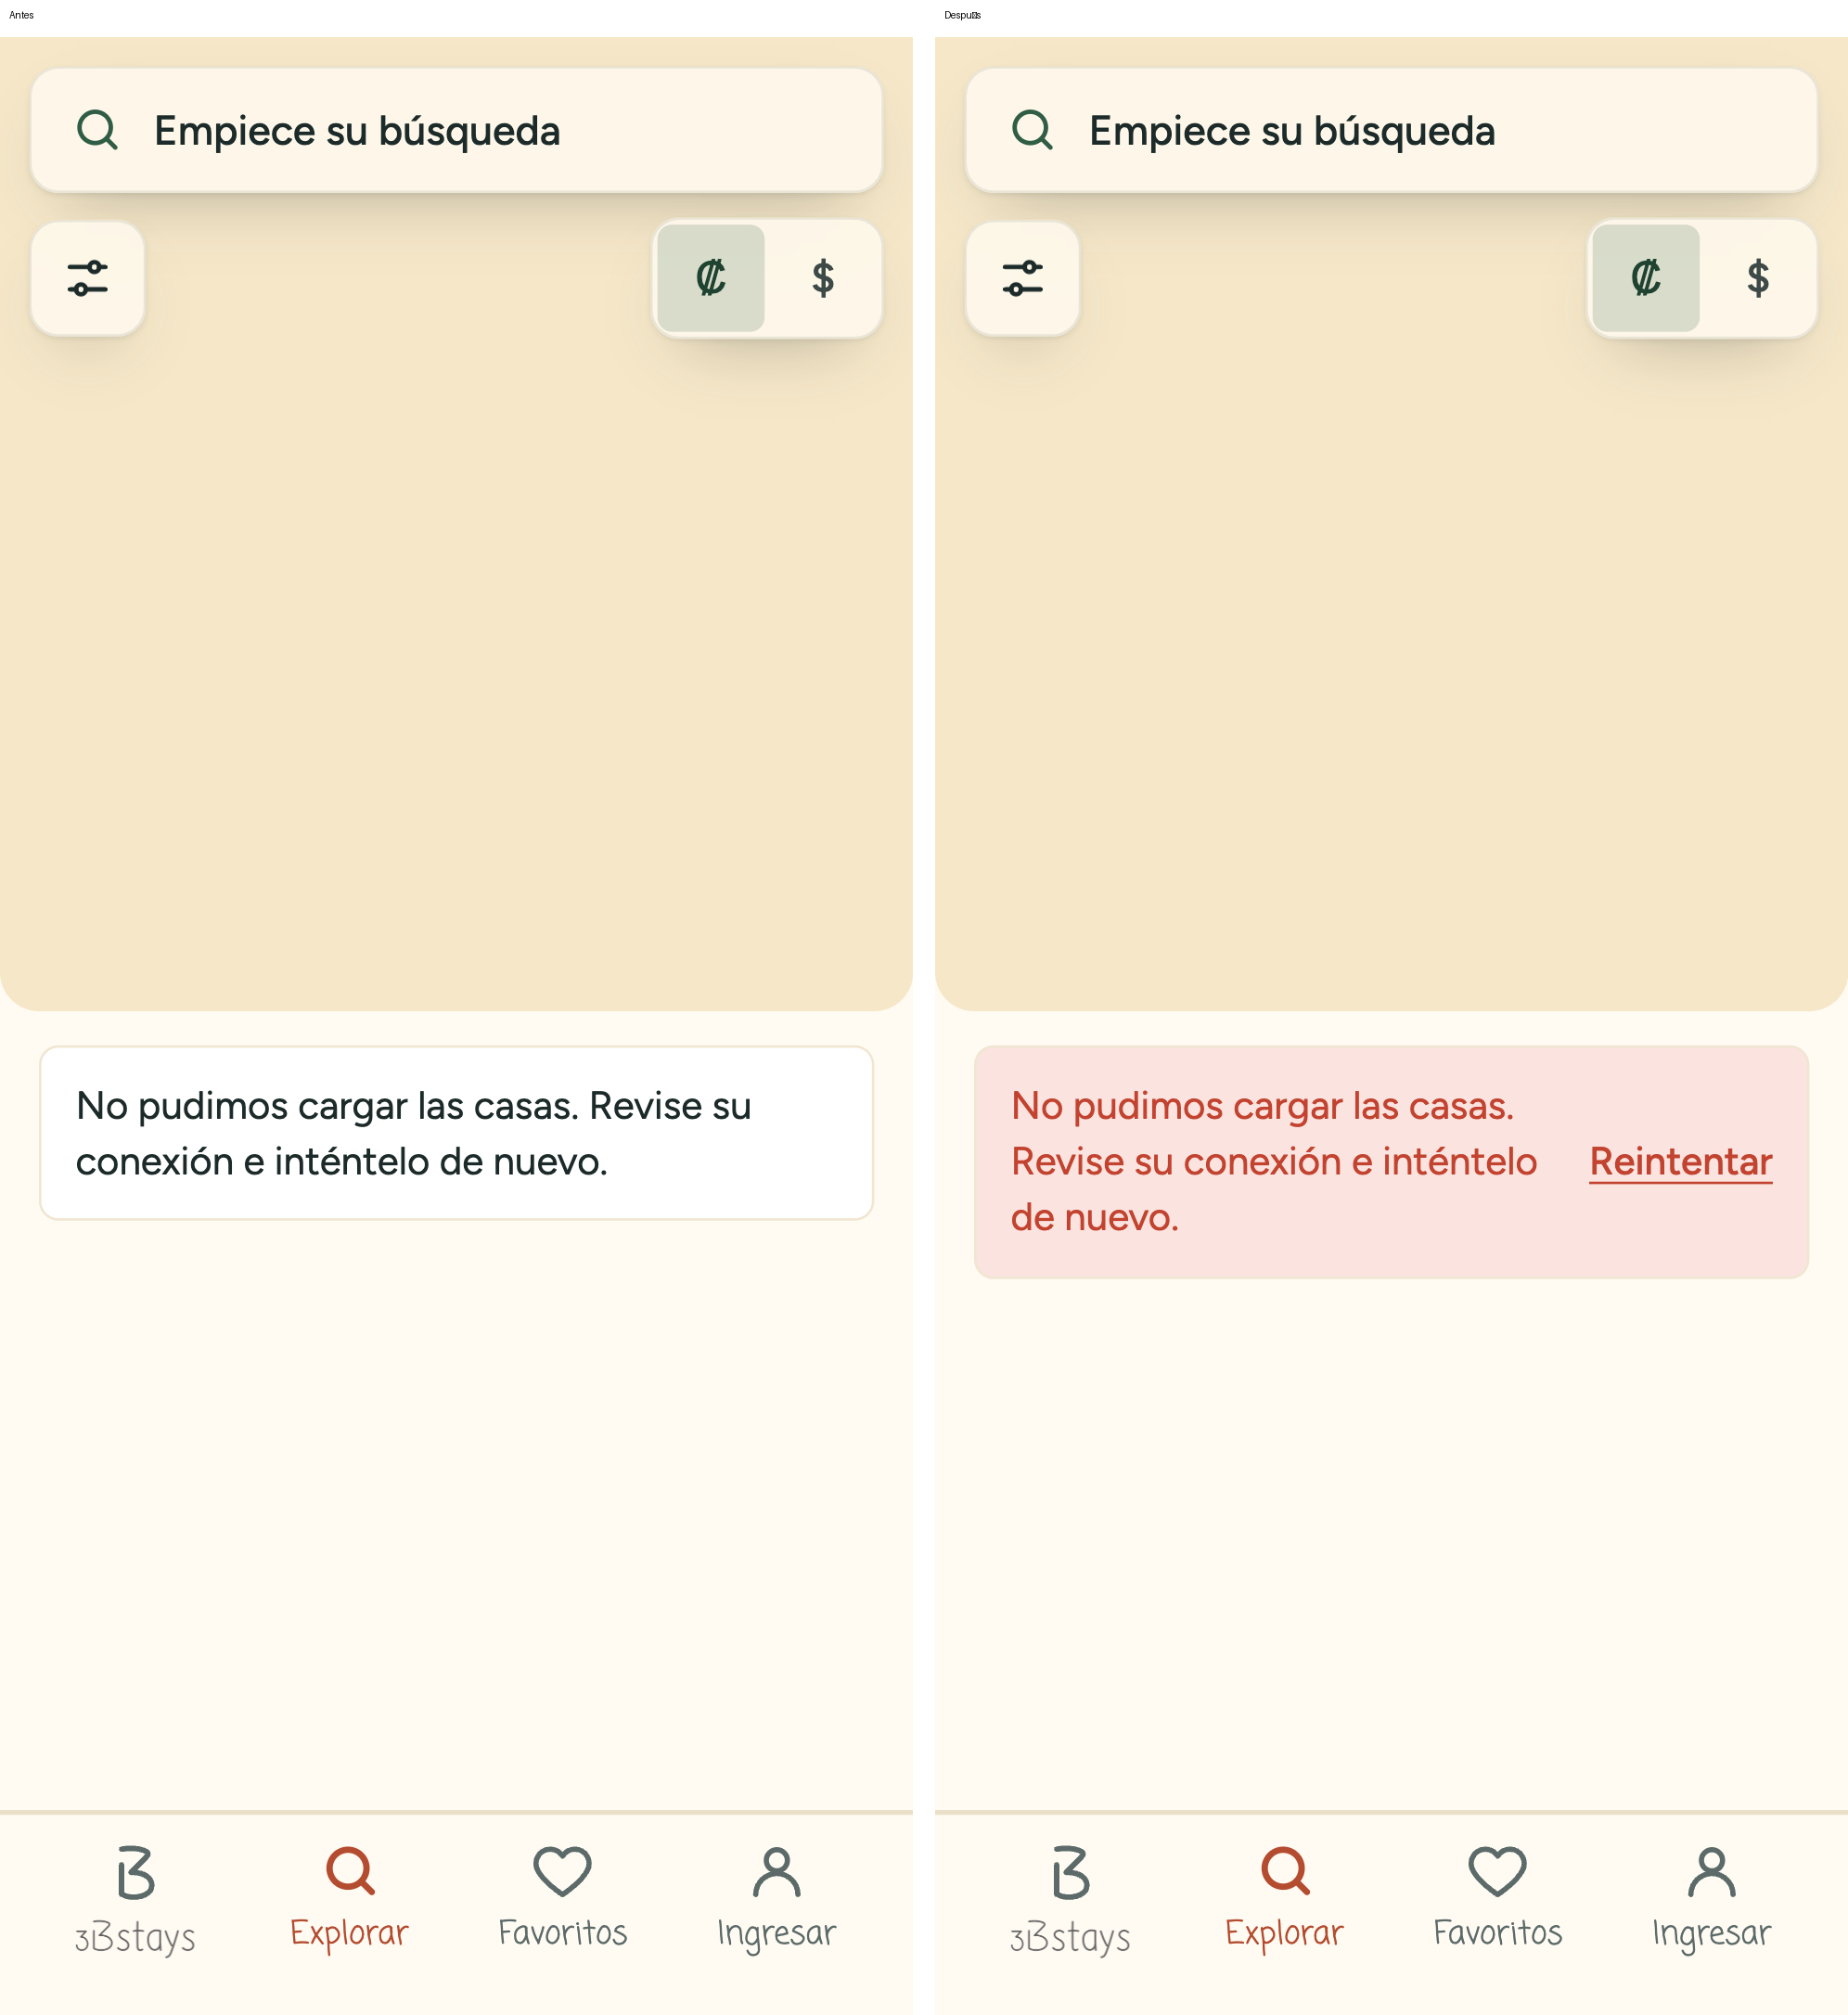 Antes
Empiece su búsqueda
₡ $
No pudimos cargar las casas. Revise su
conexión e inténtelo de nuevo.
3Bstays Explorar Favoritos Ingresar
Empiece su búsqueda
₡ $
No pudimos cargar las casas.
Revise su conexión e inténtelo
de nuevo.
Reintentar
3Bstays Explorar Favoritos Ingresar